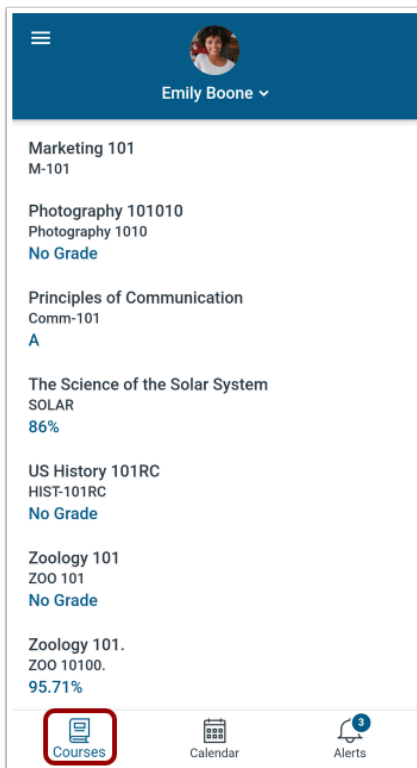 Emily Boone
Marketing 101
M-101
Photography 101010
Photography 1010
No Grade
Principles of Communication
Comm-101
A
The Science of the Solar System
SOLAR
86%
US History 101RC
HIST-101RC
No Grade
Zoology 101
ZOO 101
No Grade
Zoology 101.
ZOO 10100.
95.71%
3
Courses Calendar Alerts